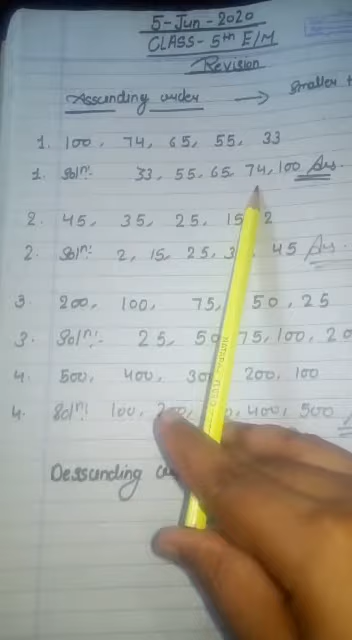 5-Jun-2020
CLASS-5th E/M
Revision
Assending order → smaller
1. 100, 74, 65, 55, 33
1. Soln: 33, 55, 65, 74, 100 Ans.
2. 45, 35, 25, 15, 2
2. Soln: 2, 15, 25, 45 Ans.
3. 200, 100, 75, 50, 25
3. Soln:- 25, 50, 75, 100,
4. 500, 400, 300, 200, 100
4. Soln: 100, 200, 400, 500
Dessending